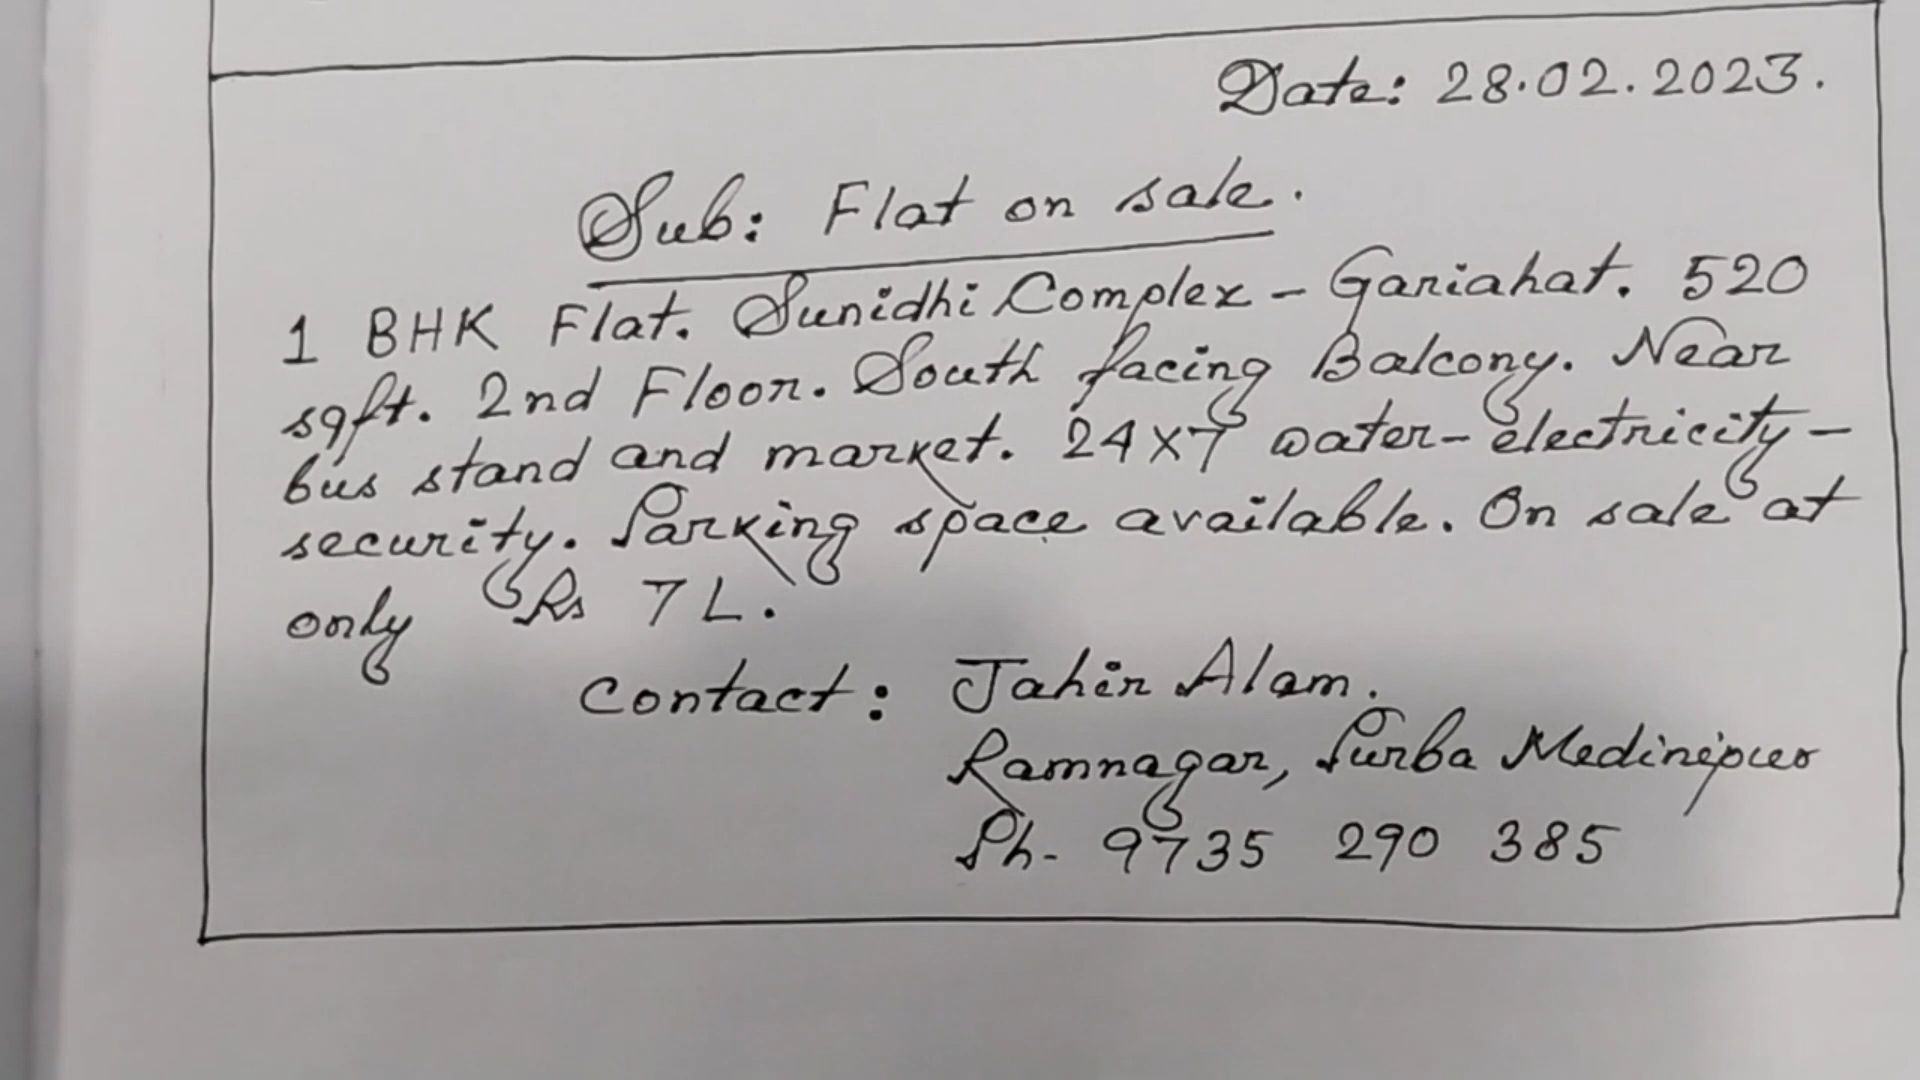 Date: 28.02.2023.
Sub: Flat on sale.
1 BHK Flat. Sunidhi Complex - Gariahat. 520
sqft. 2nd Floor. South facing Balcony. Near
bus stand and market. 24x7 water-electricity-
security. Parking space available. On sale at
only Rs 7 L.
Contact: Jahir Alam.
Ramnagar, Purba Medinipur
Ph- 9735 290 385